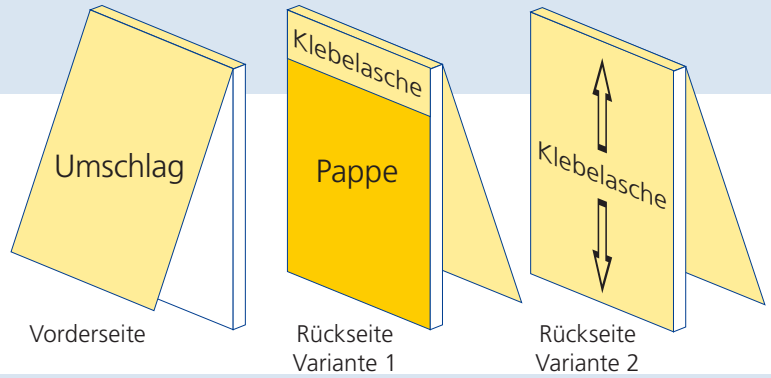 Umschlag
Vorderseite
Klebelasche
Pappe
Rückseite
Variante 1
Klebelasche
Rückseite
Variante 2